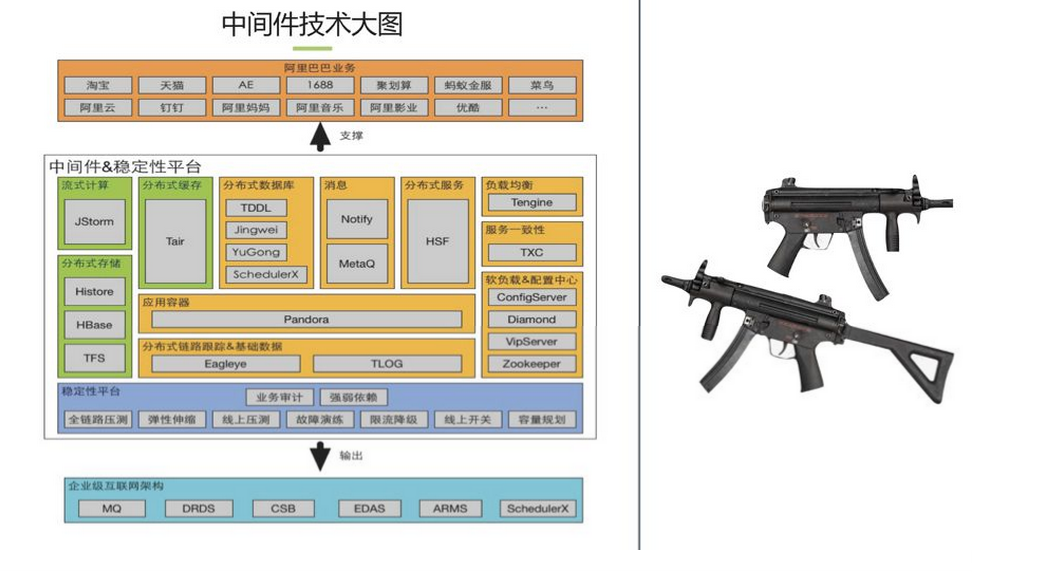 中间件技术大图
阿里巴巴业务
淘宝 天猫 AE 1688 聚划算 蚂蚁金服 菜鸟
阿里云 钉钉 阿里妈妈 阿里音乐 阿里影业 优酷 …
支撑
中间件&稳定性平台
流式计算
JStorm
分布式存储
Histore
HBase
TFS
分布式缓存
Tair
分布式数据库
TDDL
Jingwei
YuGong
SchedulerX
消息
Notify
MetaQ
分布式服务
HSF
应用容器
Pandora
分布式链路跟踪&基础数据
Eagleye TLOG
负载均衡
Tengine
服务一致性
TXC
软负载&配置中心
ConfigServer
Diamond
VipServer
Zookeeper
稳定性平台
业务审计 强弱依赖
全链路压测 弹性伸缩 线上压测 故障演练 限流降级 线上开关 容量规划
输出
企业级互联网架构
MQ DRDS CSB EDAS ARMS SchedulerX